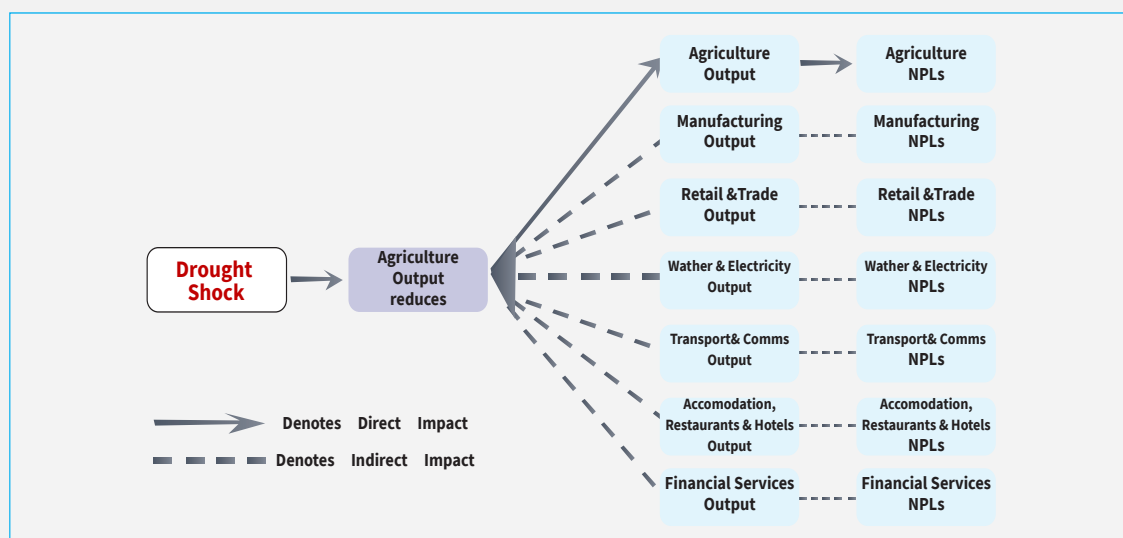 Agriculture
Output
Agriculture
NPLs
Manufacturing
Output
Manufacturing
NPLs
Retail &Trade
Output
Retail &Trade
NPLs
Drought
Shock
Agriculture
Output
reduces
Wather & Electricity
Output
Wather & Electricity
NPLs
Transport& Comms
Output
Transport& Comms
NPLs
Accomodation,
Restaurants & Hotels
Output
Accomodation,
Restaurants & Hotels
NPLs
Financial Services
Output
Financial Services
NPLs
Denotes Direct Impact
Denotes Indirect Impact